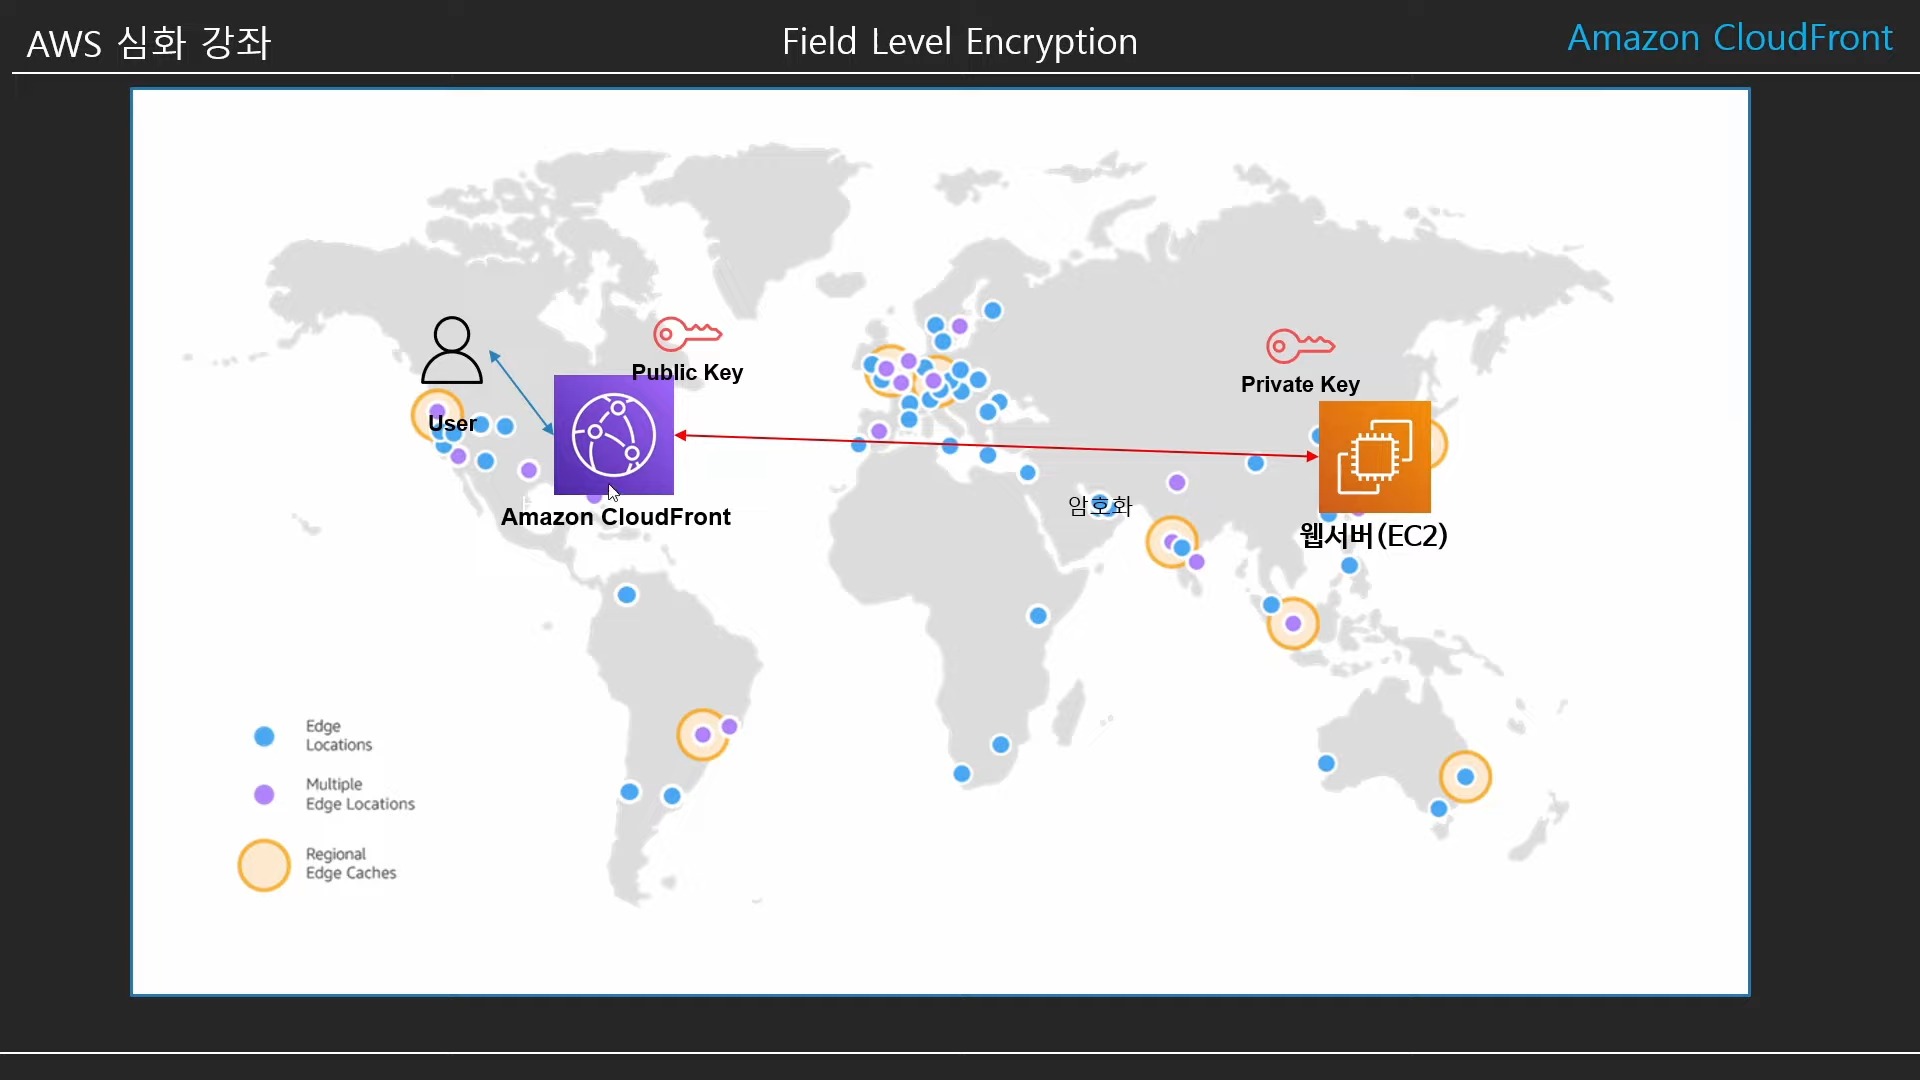 AWS 심화 강좌
Field Level Encryption
Amazon CloudFront
Public Key
Private Key
User
암호화
Amazon CloudFront
웹서버(EC2)
Edge
Locations
Multiple
Edge Locations
Regional
Edge Caches